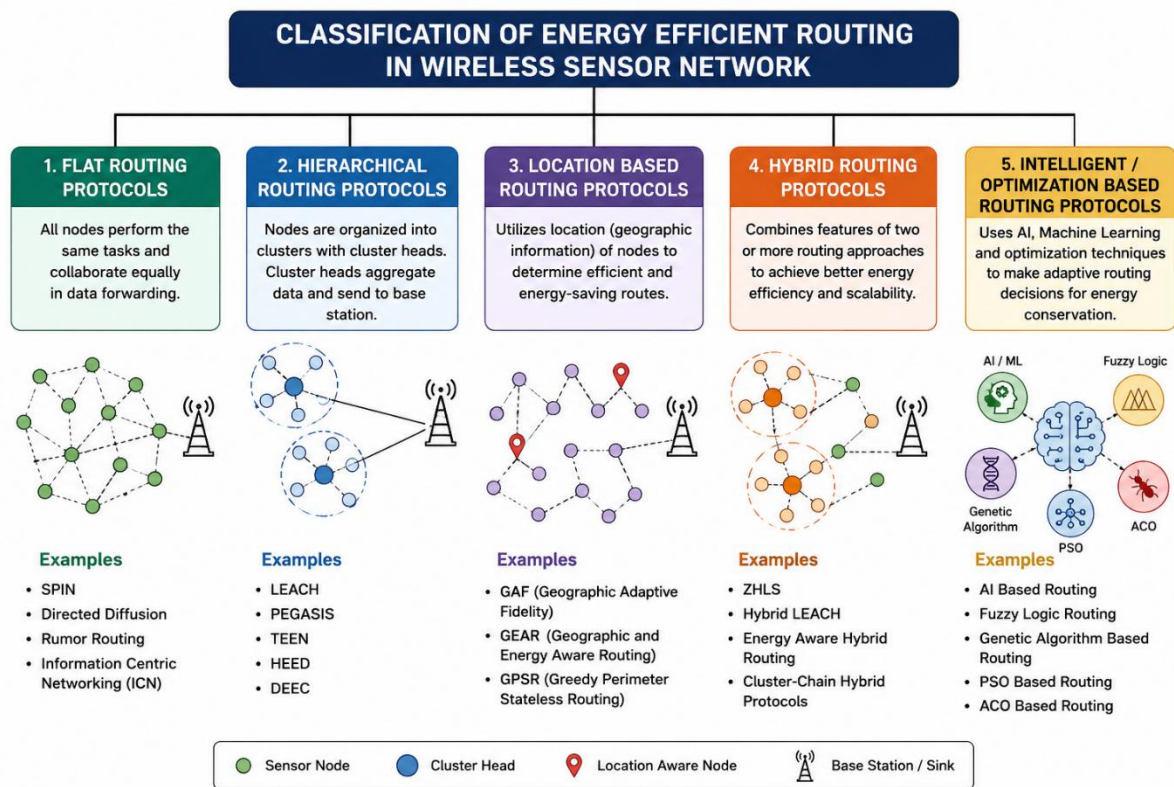 CLASSIFICATION OF ENERGY EFFICIENT ROUTING
IN WIRELESS SENSOR NETWORK
1. FLAT ROUTING
PROTOCOLS
All nodes perform the
same tasks and
collaborate equally
in data forwarding.
2. HIERARCHICAL
ROUTING PROTOCOLS
Nodes are organized into
clusters with cluster heads.
Cluster heads aggregate
data and send to base
station.
3. LOCATION BASED
ROUTING PROTOCOLS
Utilizes location (geographic
information) of nodes to
determine efficient and
energy-saving routes.
4. HYBRID ROUTING
PROTOCOLS
Combines features of two
or more routing approaches
to achieve better energy
efficiency and scalability.
5. INTELLIGENT /
OPTIMIZATION BASED
ROUTING PROTOCOLS
Uses AI, Machine Learning
and optimization techniques
to make adaptive routing
decisions for energy
conservation.
AI / ML
Fuzzy Logic
Genetic
Algorithm
PSO
ACO
Examples
• SPIN
• Directed Diffusion
• Rumor Routing
• Information Centric
Networking (ICN)
Examples
• LEACH
• PEGASIS
• TEEN
• HEED
• DEEC
Examples
• GAF (Geographic Adaptive
Fidelity)
• GEAR (Geographic and
Energy Aware Routing)
• GPSR (Greedy Perimeter
Stateless Routing)
Examples
• ZHLS
• Hybrid LEACH
• Energy Aware Hybrid
Routing
• Cluster-Chain Hybrid
Protocols
Examples
• AI Based Routing
• Fuzzy Logic Routing
• Genetic Algorithm Based
Routing
• PSO Based Routing
• ACO Based Routing
Sensor Node
Cluster Head
Location Aware Node
Base Station / Sink